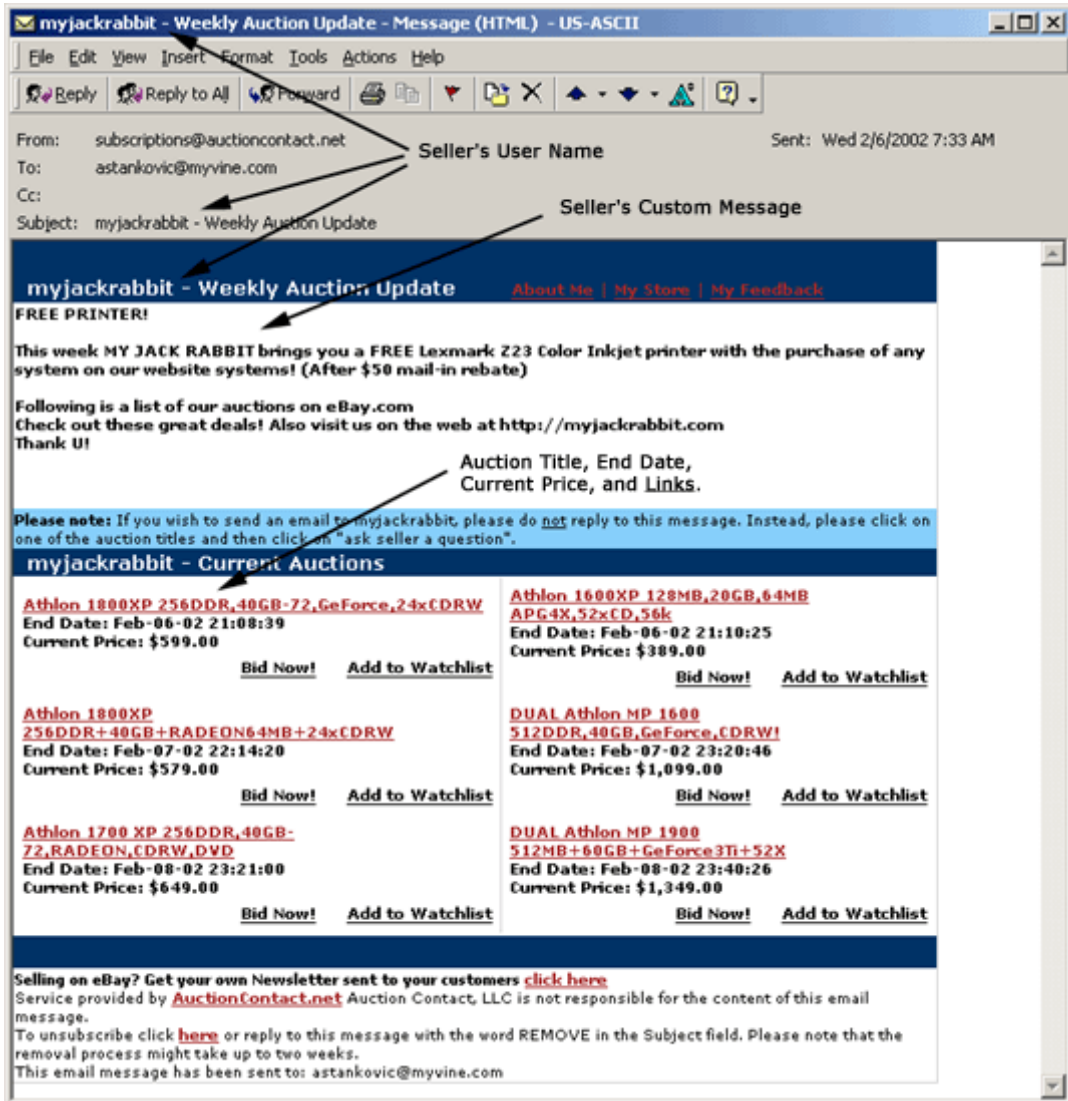 myjackrabbit - Weekly Auction Update - Message (HTML) - US-ASCII
File Edit View Insert Format Tools Actions Help
Reply Reply to All Forward
From: subscriptions@auctioncontact.net Sent: Wed 2/6/2002 7:33 AM
Seller's User Name
To: astankovic@myvine.com
Cc:
Seller's Custom Message
Subject: myjackrabbit - Weekly Auction Update
myjackrabbit - Weekly Auction Update About Me | My Store | My Feedback
FREE PRINTER!
This week MY JACK RABBIT brings you a FREE Lexmark Z23 Color Inkjet printer with the purchase of any
system on our website systems! (After $50 mail-in rebate)
Following is a list of our auctions on eBay.com
Check out these great deals! Also visit us on the web at http://myjackrabbit.com
Thank U!
Auction Title, End Date,
Current Price, and Links.
Please note: If you wish to send an email to myjackrabbit, please do not reply to this message. Instead, please click on
one of the auction titles and then click on "ask seller a question".
myjackrabbit - Current Auctions
Athlon 1800XP 256DDR,40GB-72,GeForce,24xCDRW
End Date: Feb-06-02 21:08:39
Current Price: $599.00
Bid Now! Add to Watchlist
Athlon 1600XP 128MB,20GB,64MB
APG4X,52xCD,56k
End Date: Feb-06-02 21:10:25
Current Price: $389.00
Bid Now! Add to Watchlist
Athlon 1800XP
256DDR+40GB+RADEON64MB+24xCDRW
End Date: Feb-07-02 22:14:20
Current Price: $579.00
Bid Now! Add to Watchlist
DUAL Athlon MP 1600
512DDR,40GB,GeForce,CDRW!
End Date: Feb-07-02 23:20:46
Current Price: $1,099.00
Bid Now! Add to Watchlist
Athlon 1700 XP 256DDR,40GB-
72,RADEON,CDRW,DVD
End Date: Feb-08-02 23:21:00
Current Price: $649.00
Bid Now! Add to Watchlist
DUAL Athlon MP 1900
512MB+60GB+GeForce3Ti+52X
End Date: Feb-08-02 23:40:26
Current Price: $1,349.00
Bid Now! Add to Watchlist
Selling on eBay? Get your own Newsletter sent to your customers click here
Service provided by AuctionContact.net Auction Contact, LLC is not responsible for the content of this email
message.
To unsubscribe click here or reply to this message with the word REMOVE in the Subject field. Please note that the
removal process might take up to two weeks.
This email message has been sent to: astankovic@myvine.com